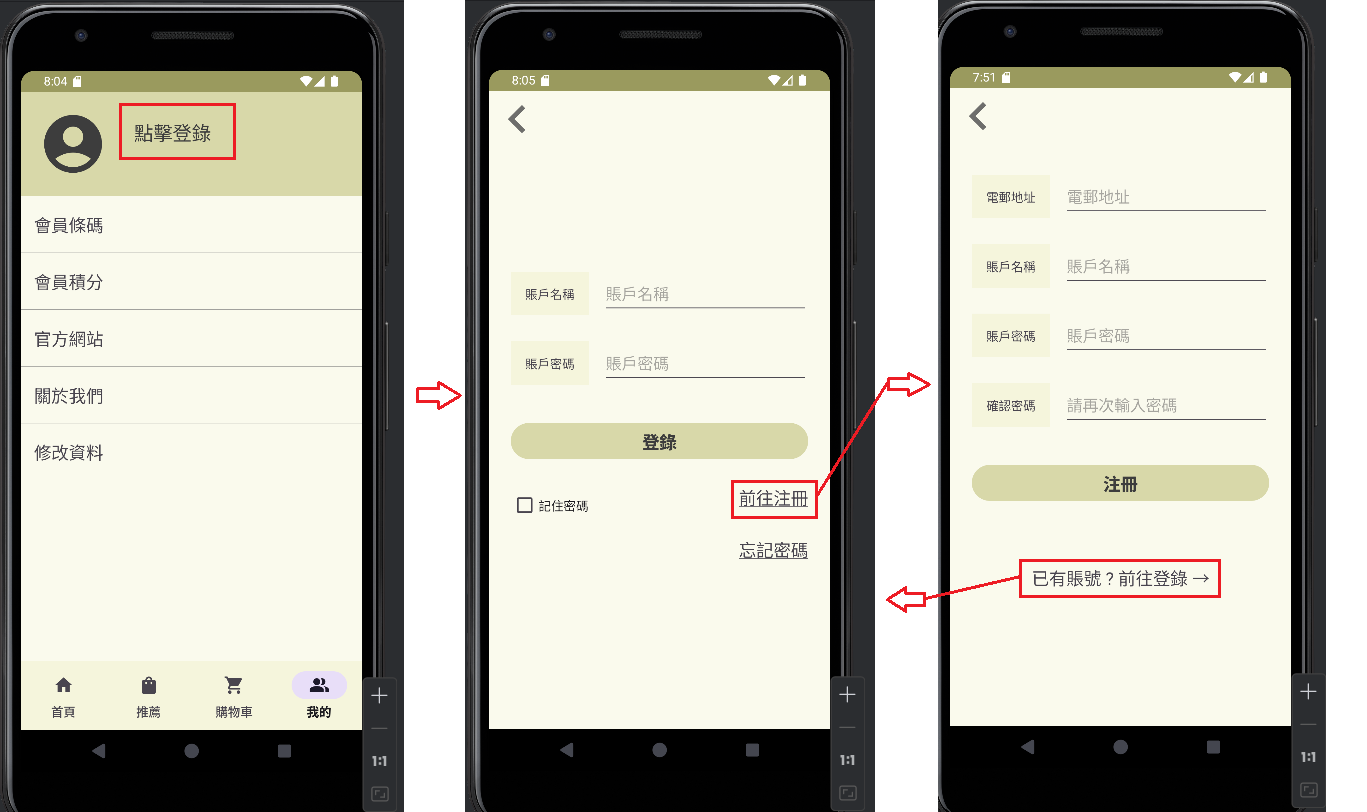 8:04
點擊登錄
會員條碼
會員積分
官方網站
關於我們
修改資料
首頁
推薦
購物車
我的
1:1
8:05
賬戶名稱 賬戶名稱
賬戶密碼 賬戶密碼
登錄
記住密碼
前往注冊
忘記密碼
1:1
7:51
電郵地址 電郵地址
賬戶名稱 賬戶名稱
賬戶密碼 賬戶密碼
確認密碼 請再次輸入密碼
注冊
已有賬號？前往登錄 →
1:1